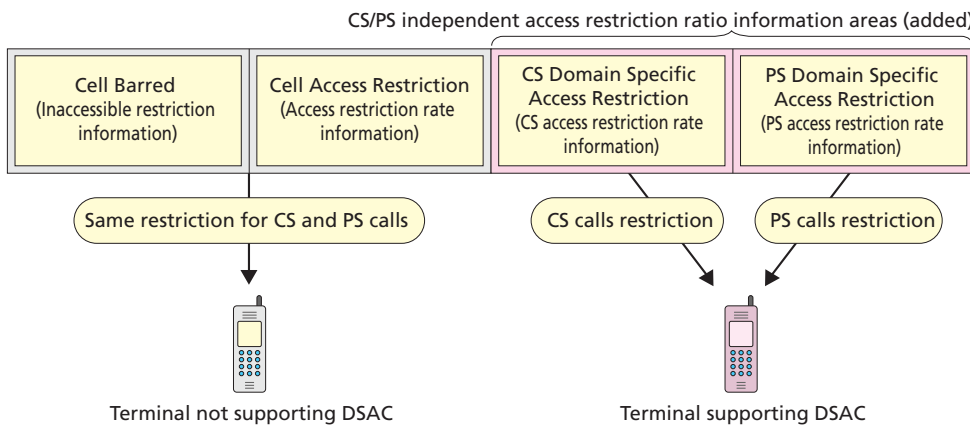 CS/PS independent access restriction ratio information areas (added)
Cell Barred
(Inaccessible restriction
information)
Cell Access Restriction
(Access restriction rate
information)
CS Domain Specific
Access Restriction
(CS access restriction rate
information)
PS Domain Specific
Access Restriction
(PS access restriction rate
information)
Same restriction for CS and PS calls
CS calls restriction
PS calls restriction
Terminal not supporting DSAC
Terminal supporting DSAC